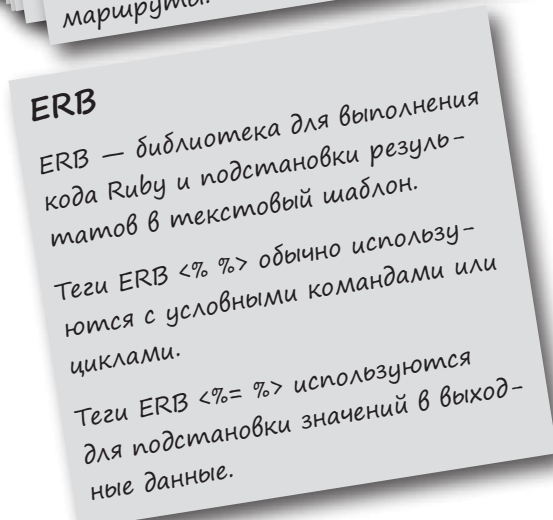 маршруты.
ERB
ERB — библиотека для выполнения
кода Ruby и подстановки резуль-
татов в текстовый шаблон.
Теги ERB <% %> обычно использу-
ются с условными командами или
циклами.
Теги ERB <%= %> используются
для подстановки значений в выход-
ные данные.